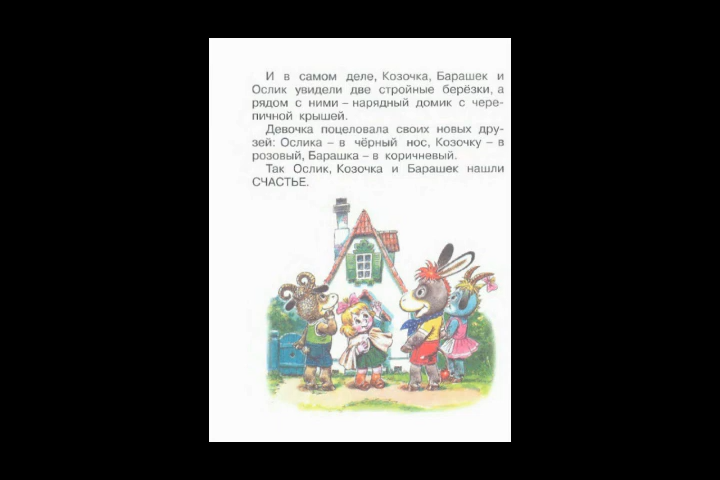 И в самом деле, Козочка, Барашек и
Ослик увидели две стройные берёзки, а
рядом с ними – нарядный домик с чере-
пичной крышей.
Девочка поцеловала своих новых дру-
зей: Ослика – в чёрный нос, Козочку – в
розовый, Барашка – в коричневый.
Так Ослик, Козочка и Барашек нашли
СЧАСТЬЕ.